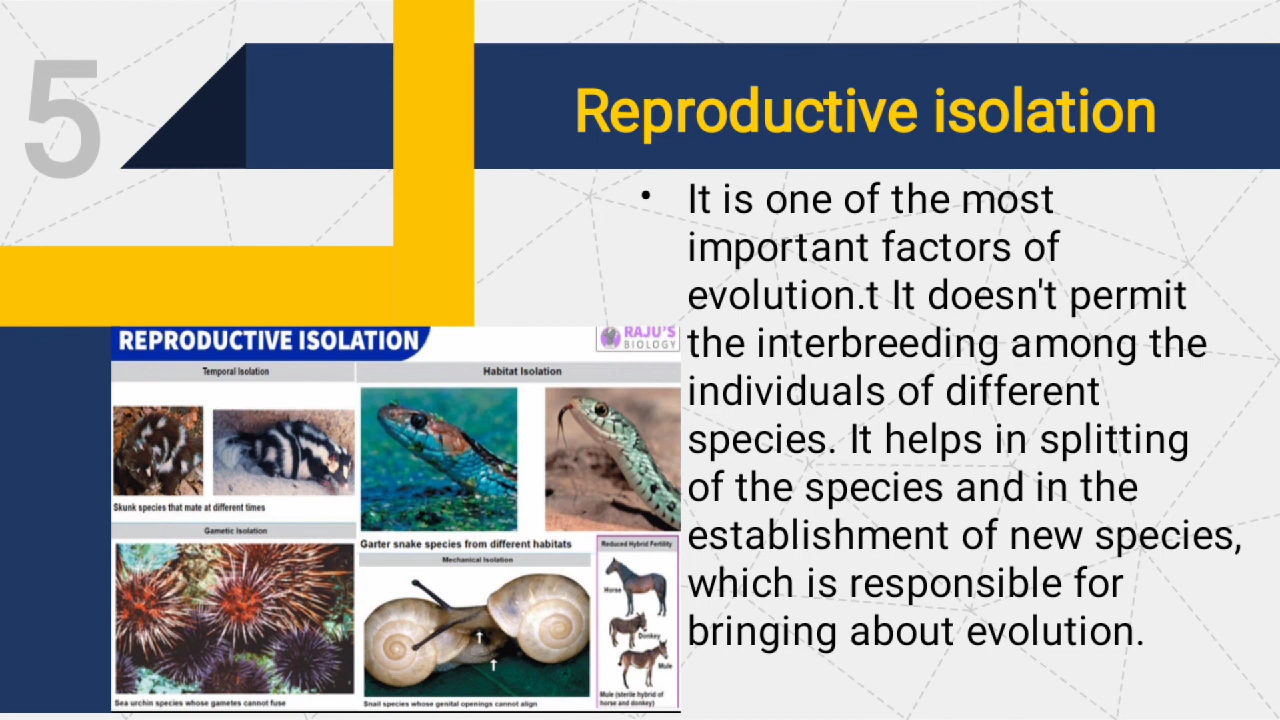 5
Reproductive isolation
• It is one of the most
important factors of
evolution.t It doesn't permit
the interbreeding among the
individuals of different
species. It helps in splitting
of the species and in the
establishment of new species,
which is responsible for
bringing about evolution.
REPRODUCTIVE ISOLATION
RAJU'S
BIOLOGY
Temporal Isolation
Habitat Isolation
Skunk species that mate at different times
Garter snake species from different habitats
Gametic Isolation
Mechanical Isolation
Reduced Hybrid Fertility
Horse
Donkey
Mule
Mule (sterile hybrid of
horse and donkey)
Sea urchin species whose gametes cannot fuse
Snail species whose genital openings cannot align